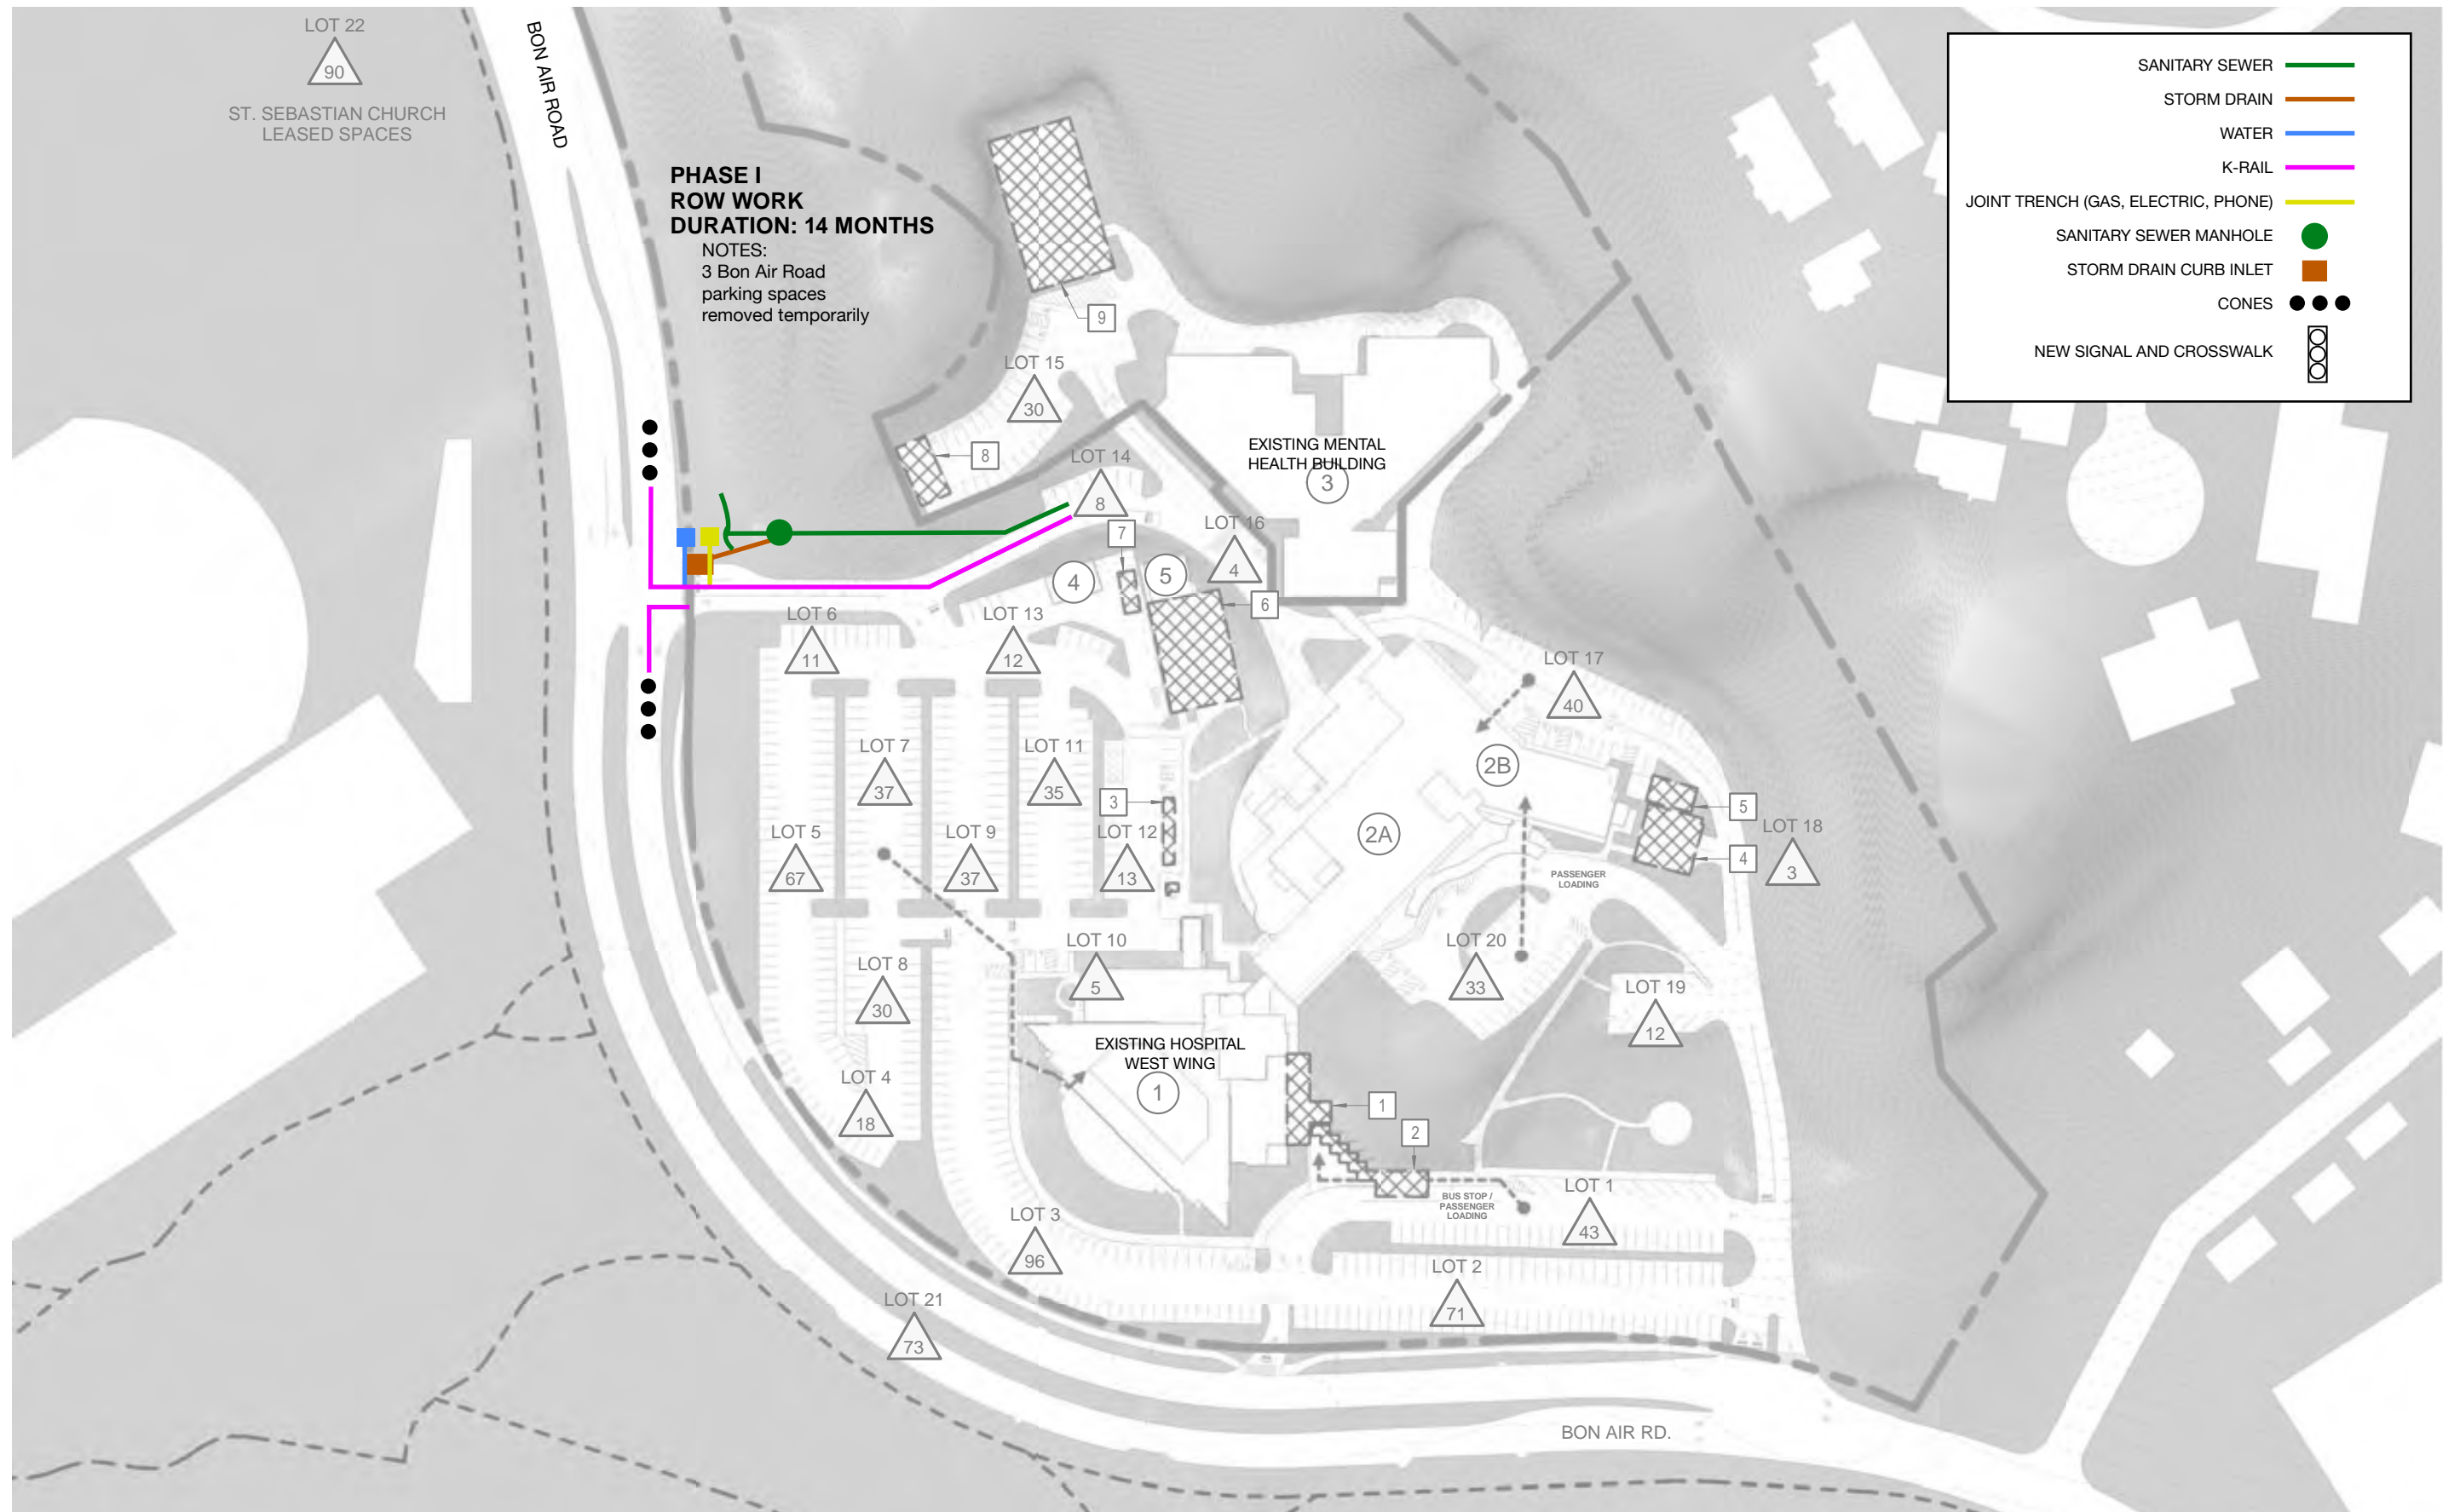 LOT 22
90
ST. SEBASTIAN CHURCH
LEASED SPACES
BON AIR ROAD
PHASE I
ROW WORK
DURATION: 14 MONTHS
NOTES:
3 Bon Air Road
parking spaces
removed temporarily
SANITARY SEWER
STORM DRAIN
WATER
K-RAIL
JOINT TRENCH (GAS, ELECTRIC, PHONE)
SANITARY SEWER MANHOLE
STORM DRAIN CURB INLET
CONES
NEW SIGNAL AND CROSSWALK
9
LOT 15
30
8
LOT 14
8
EXISTING MENTAL
HEALTH BUILDING
3
7
LOT 16
4
4
5
6
LOT 6
11
LOT 13
12
LOT 17
40
LOT 7
37
LOT 11
35
2B
3
5
LOT 5
67
LOT 9
37
LOT 12
13
2A
LOT 18
3
4
PASSENGER
LOADING
LOT 10
5
LOT 20
33
LOT 8
30
LOT 19
12
EXISTING HOSPITAL
WEST WING
1
LOT 4
18
1
2
BUS STOP /
PASSENGER
LOADING
LOT 1
43
LOT 3
96
LOT 2
71
LOT 21
73
BON AIR RD.